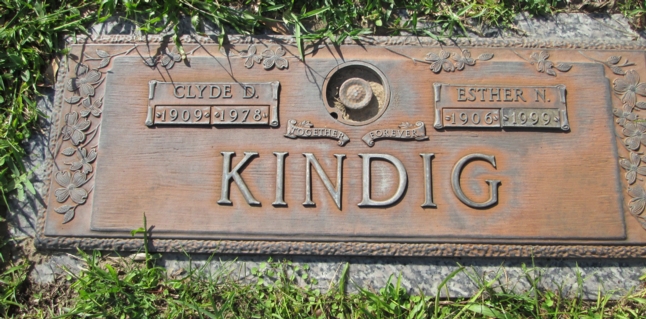 CLYDE D.
1909 1978
TOGETHER FOREVER
ESTHER N.
1906 1999
KINDIG